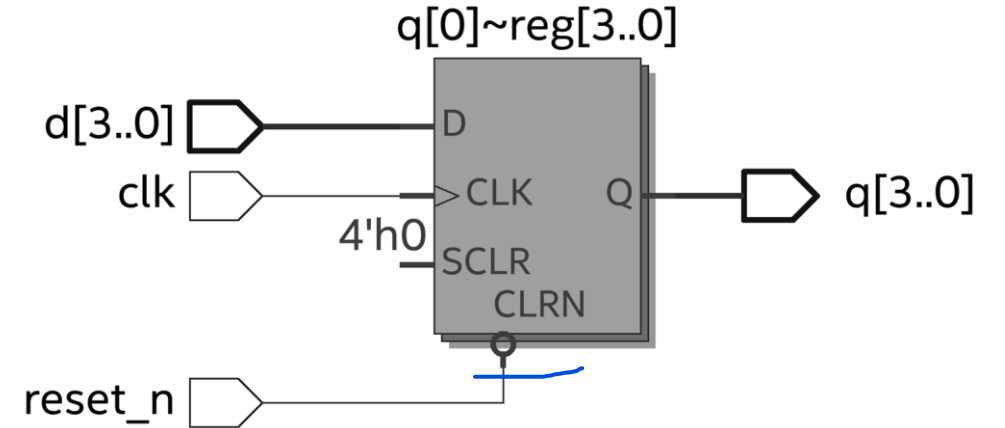 q[0]~reg[3..0]
d[3..0]
D
clk
CLK
Q
q[3..0]
4'h0
SCLR
CLRN
reset_n